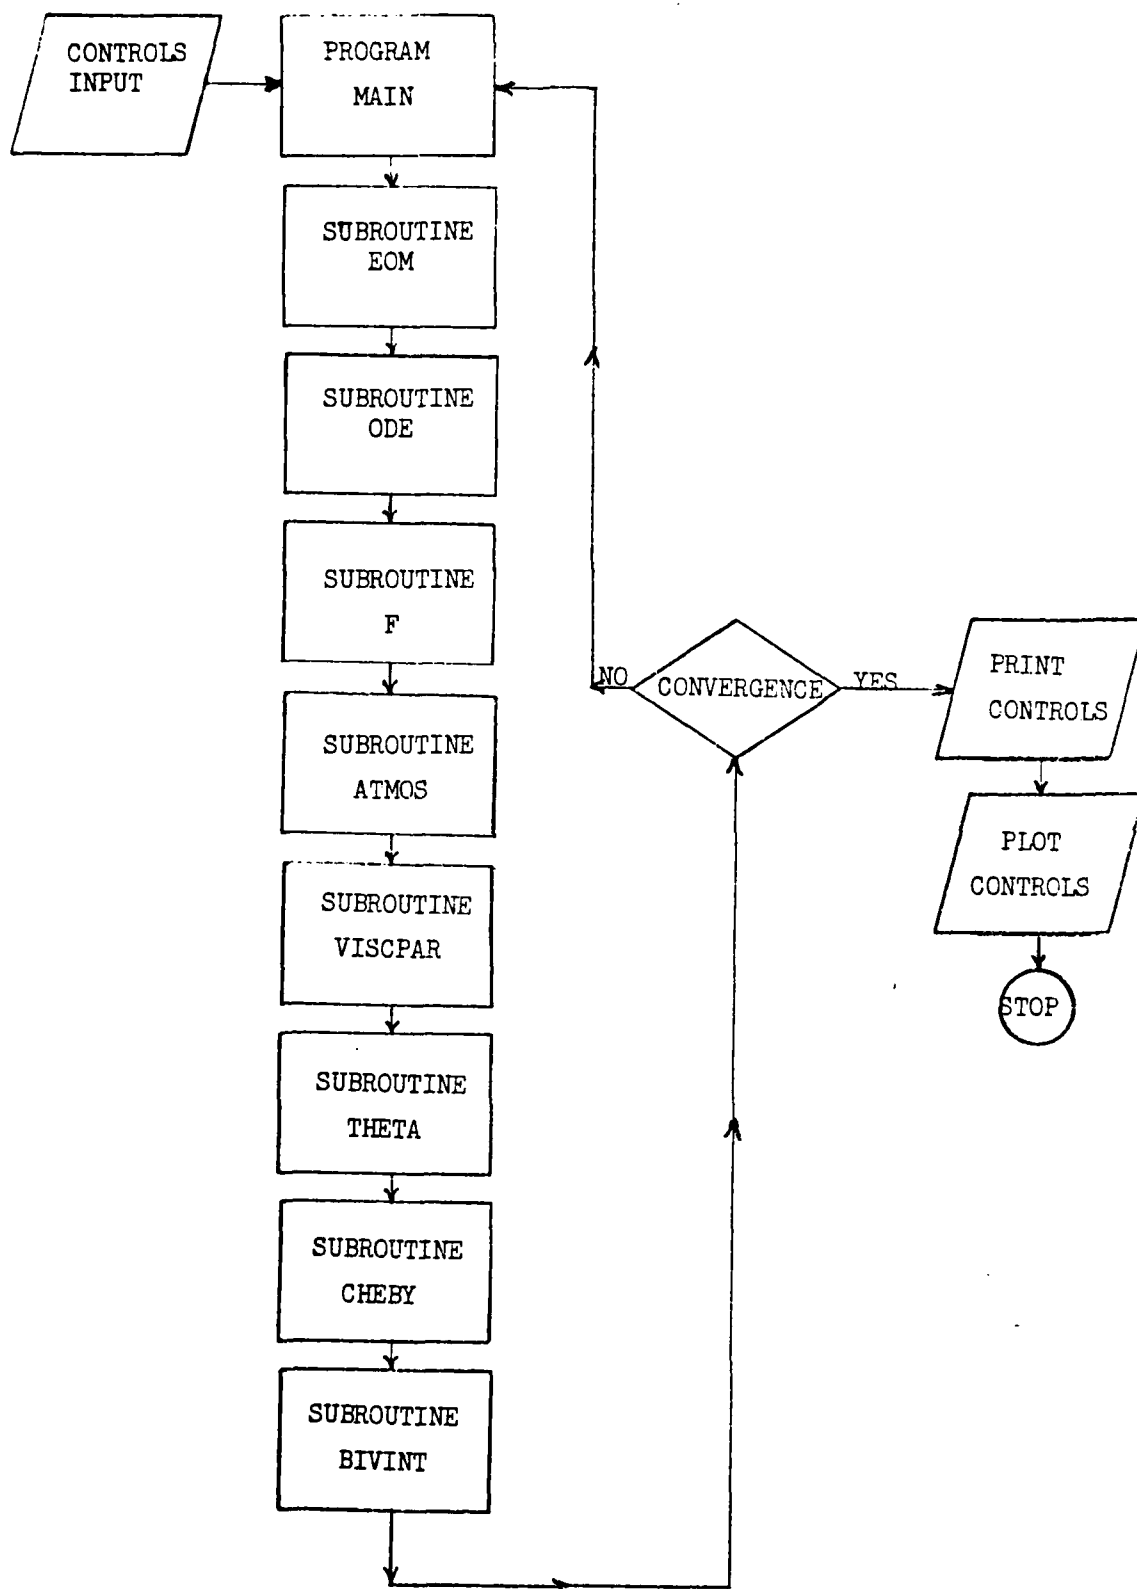 CONTROLS
INPUT
PROGRAM
MAIN
SUBROUTINE
EOM
SUBROUTINE
ODE
SUBROUTINE
F
SUBROUTINE
ATMOS
SUBROUTINE
VISCPAR
SUBROUTINE
THETA
SUBROUTINE
CHEBY
SUBROUTINE
BIVINT
NO
CONVERGENCE
YES
PRINT
CONTROLS
PLOT
CONTROLS
STOP